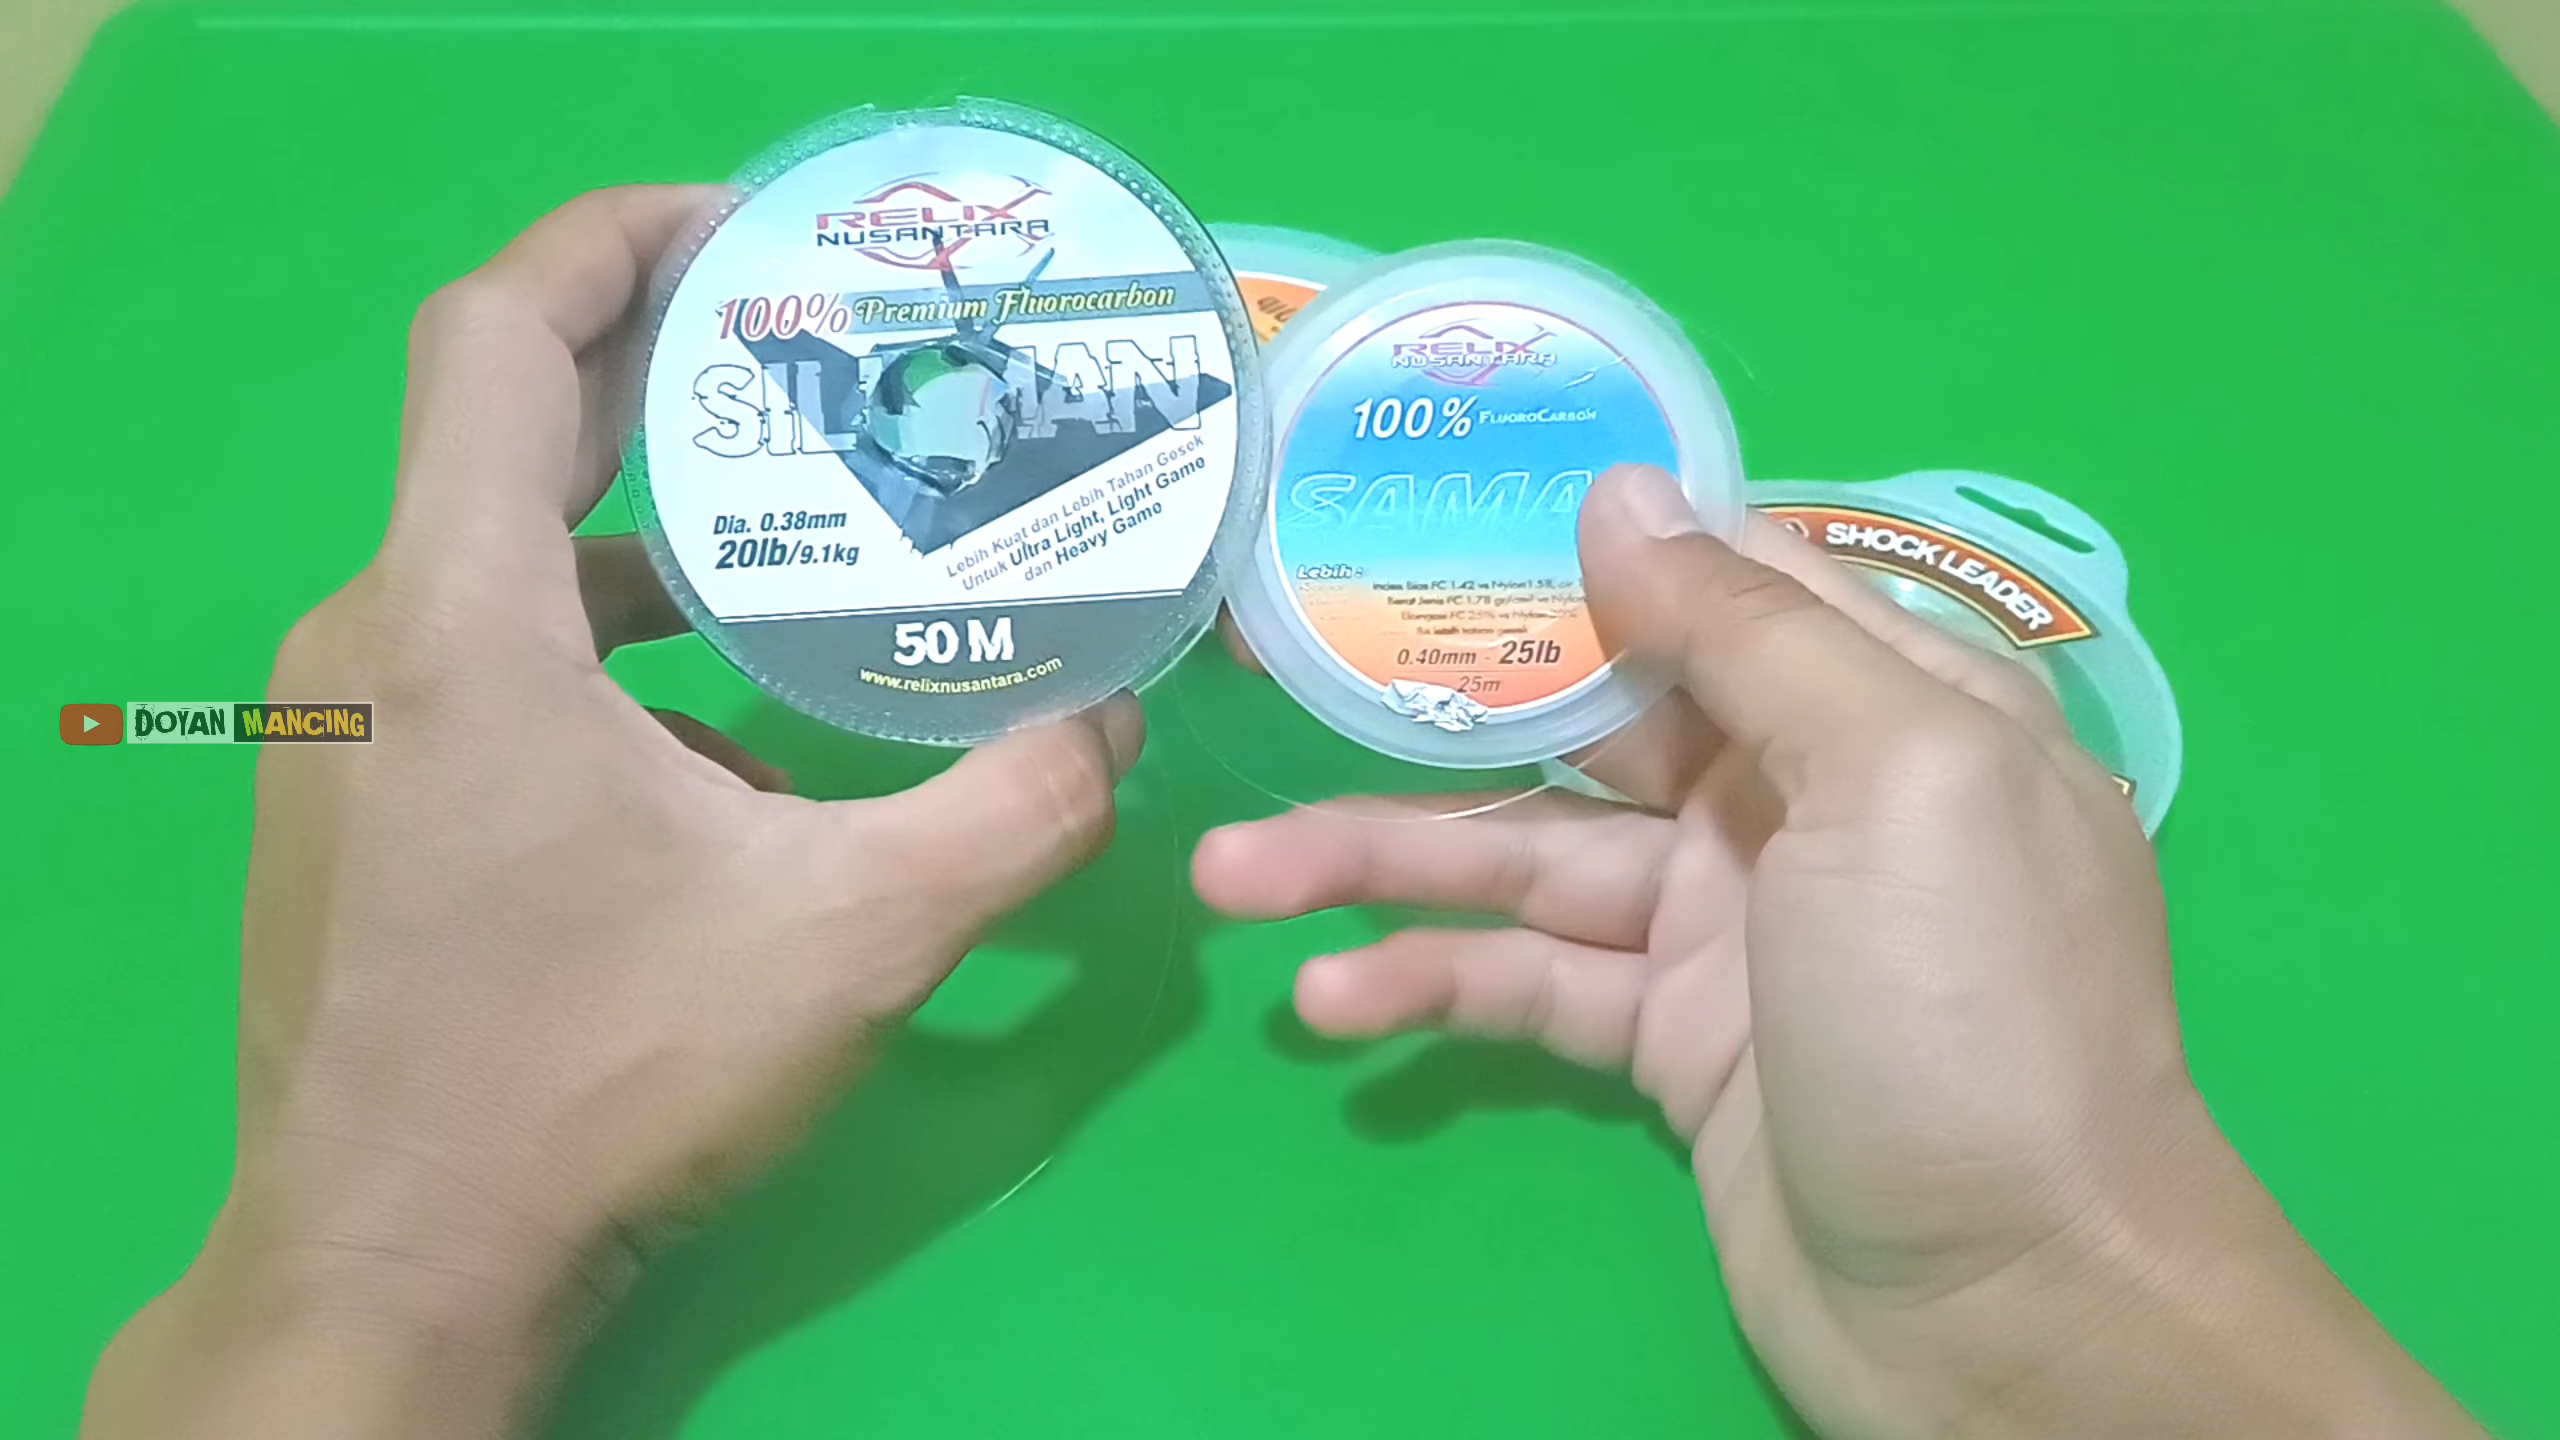 RELIX
NUSANTARA
100% Premium Fluorocarbon
Dia. 0.38mm
20lb/9.1kg
Lebih Kuat dan Lebih Tahan Gesek
Untuk Ultra Light, Light Game
dan Heavy Game
50 M
www.relixnusantara.com
RELIX
NUSANTARA
100% FLUOROCARBON
Lebih :
0.40mm - 25lb
25m
SHOCK LEADER
DOYAN MANCING